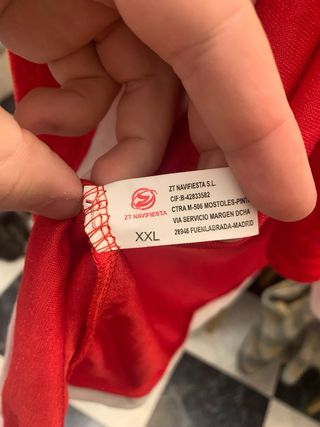 ZT NAVIFIESTA
XXL
ZT NAVIFIESTA S.L.
CIF:B-42833582
CTRA M-506 MOSTOLES-PINTO
VIA SERVICIO MARGEN DCHA
28946 FUENLABRADA-MADRID